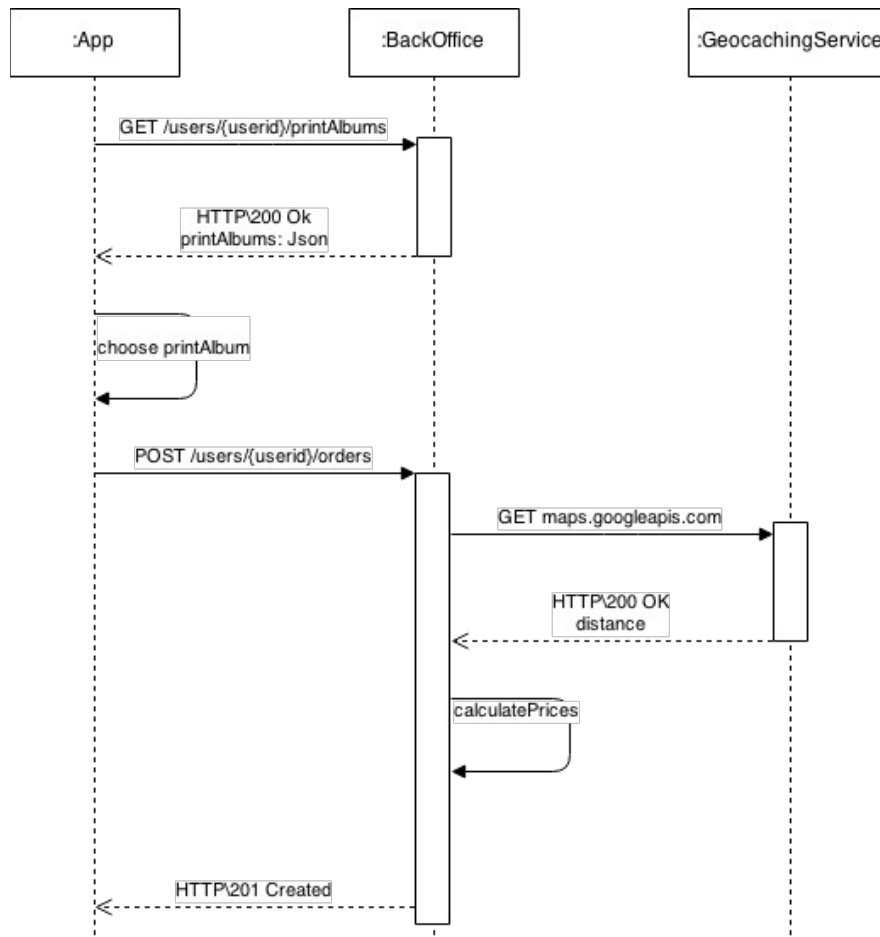 :App
:BackOffice
:GeocachingService
GET /users/{userid}/printAlbums
HTTP\200 Ok
printAlbums: Json
choose printAlbum
POST /users/{userid}/orders
GET maps.googleapis.com
HTTP\200 OK
distance
calculatePrices
HTTP\201 Created